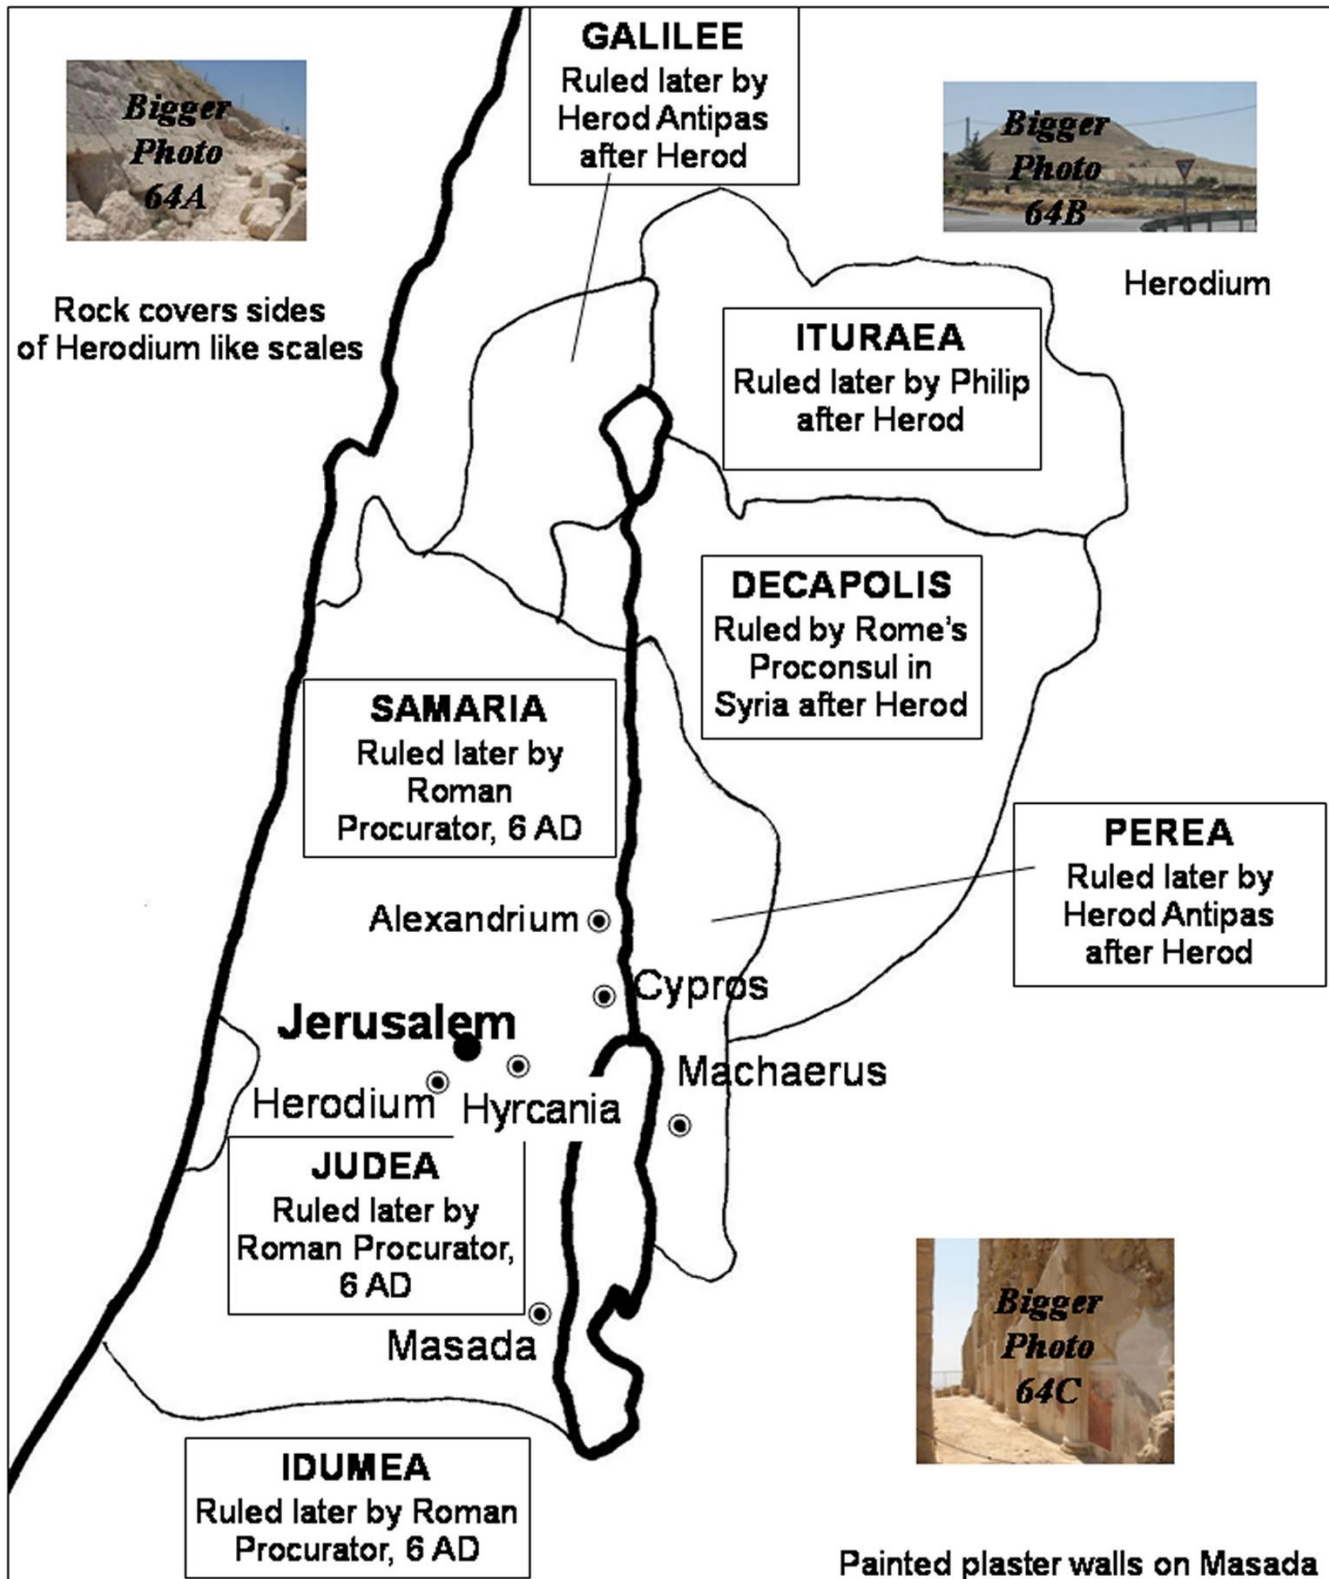 GALILEE
Ruled later by
Herod Antipas
after Herod
Bigger
Photo
64A
Rock covers sides
of Herodium like scales
Bigger
Photo
64B
Herodium
ITURAEA
Ruled later by Philip
after Herod
DECAPOLIS
Ruled by Rome's
Proconsul in
Syria after Herod
SAMARIA
Ruled later by
Roman
Procurator, 6 AD
PEREA
Ruled later by
Herod Antipas
after Herod
Alexandrium
Cypros
Jerusalem
Machaerus
Herodium
Hyrcania
JUDEA
Ruled later by
Roman Procurator,
6 AD
Masada
Bigger
Photo
64C
IDUMEA
Ruled later by Roman
Procurator, 6 AD
Painted plaster walls on Masada